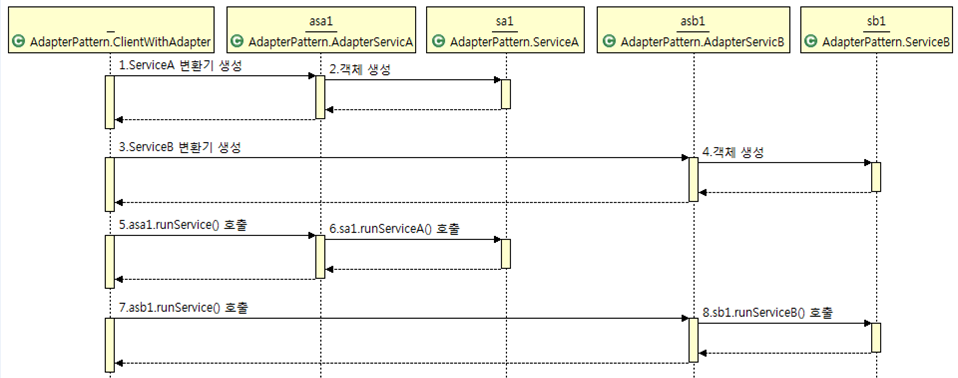 _
asa1
sa1
asb1
sb1
C AdapterPattern.ClientWithAdapter
C AdapterPattern.AdapterServicA
C AdapterPattern.ServiceA
C AdapterPattern.AdapterServicB
C AdapterPattern.ServiceB
1.ServiceA 변환기 생성
2.객체 생성
3.ServiceB 변환기 생성
4.객체 생성
5.asa1.runService() 호출
6.sa1.runServiceA() 호출
7.asb1.runService() 호출
8.sb1.runServiceB() 호출